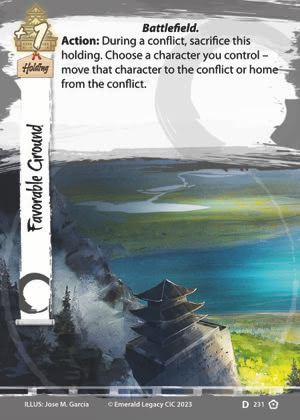 1
Holding
Battlefield.
Action: During a conflict, sacrifice this
holding. Choose a character you control –
move that character to the conflict or home
from the conflict.
Favorable Ground
ILLUS: Jose M. García © Emerald Legacy CIC 2023 D 231